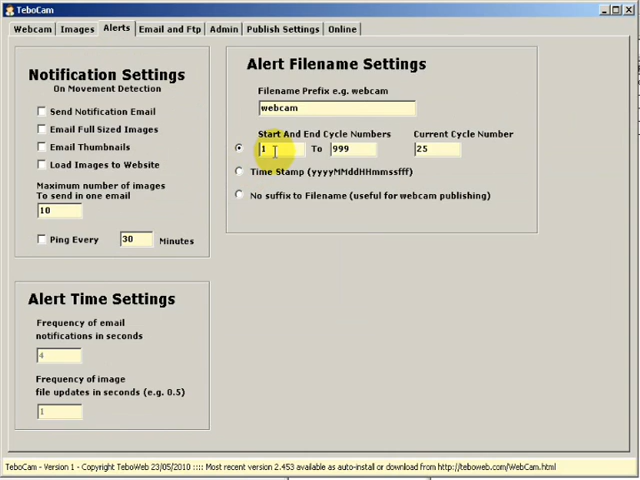 TeboCam
Webcam Images Alerts Email and Ftp Admin Publish Settings Online
Notification Settings
On Movement Detection
Send Notification Email
Email Full Sized Images
Email Thumbnails
Load Images to Website
Maximum number of images
To send in one email
10
Ping Every 30 Minutes
Alert Time Settings
Frequency of email
notifications in seconds
4
Frequency of image
file updates in seconds (e.g. 0.5)
1
Alert Filename Settings
Filename Prefix e.g. webcam
webcam
Start And End Cycle Numbers Current Cycle Number
1 To 999 25
Time Stamp (yyyyMMddHHmmssfff)
No suffix to Filename (useful for webcam publishing)
TeboCam - Version 1 - Copyright TeboWeb 23/05/2010 :::: Most recent version 2.453 available as auto-install or download from http://teboweb.com/WebCam.html